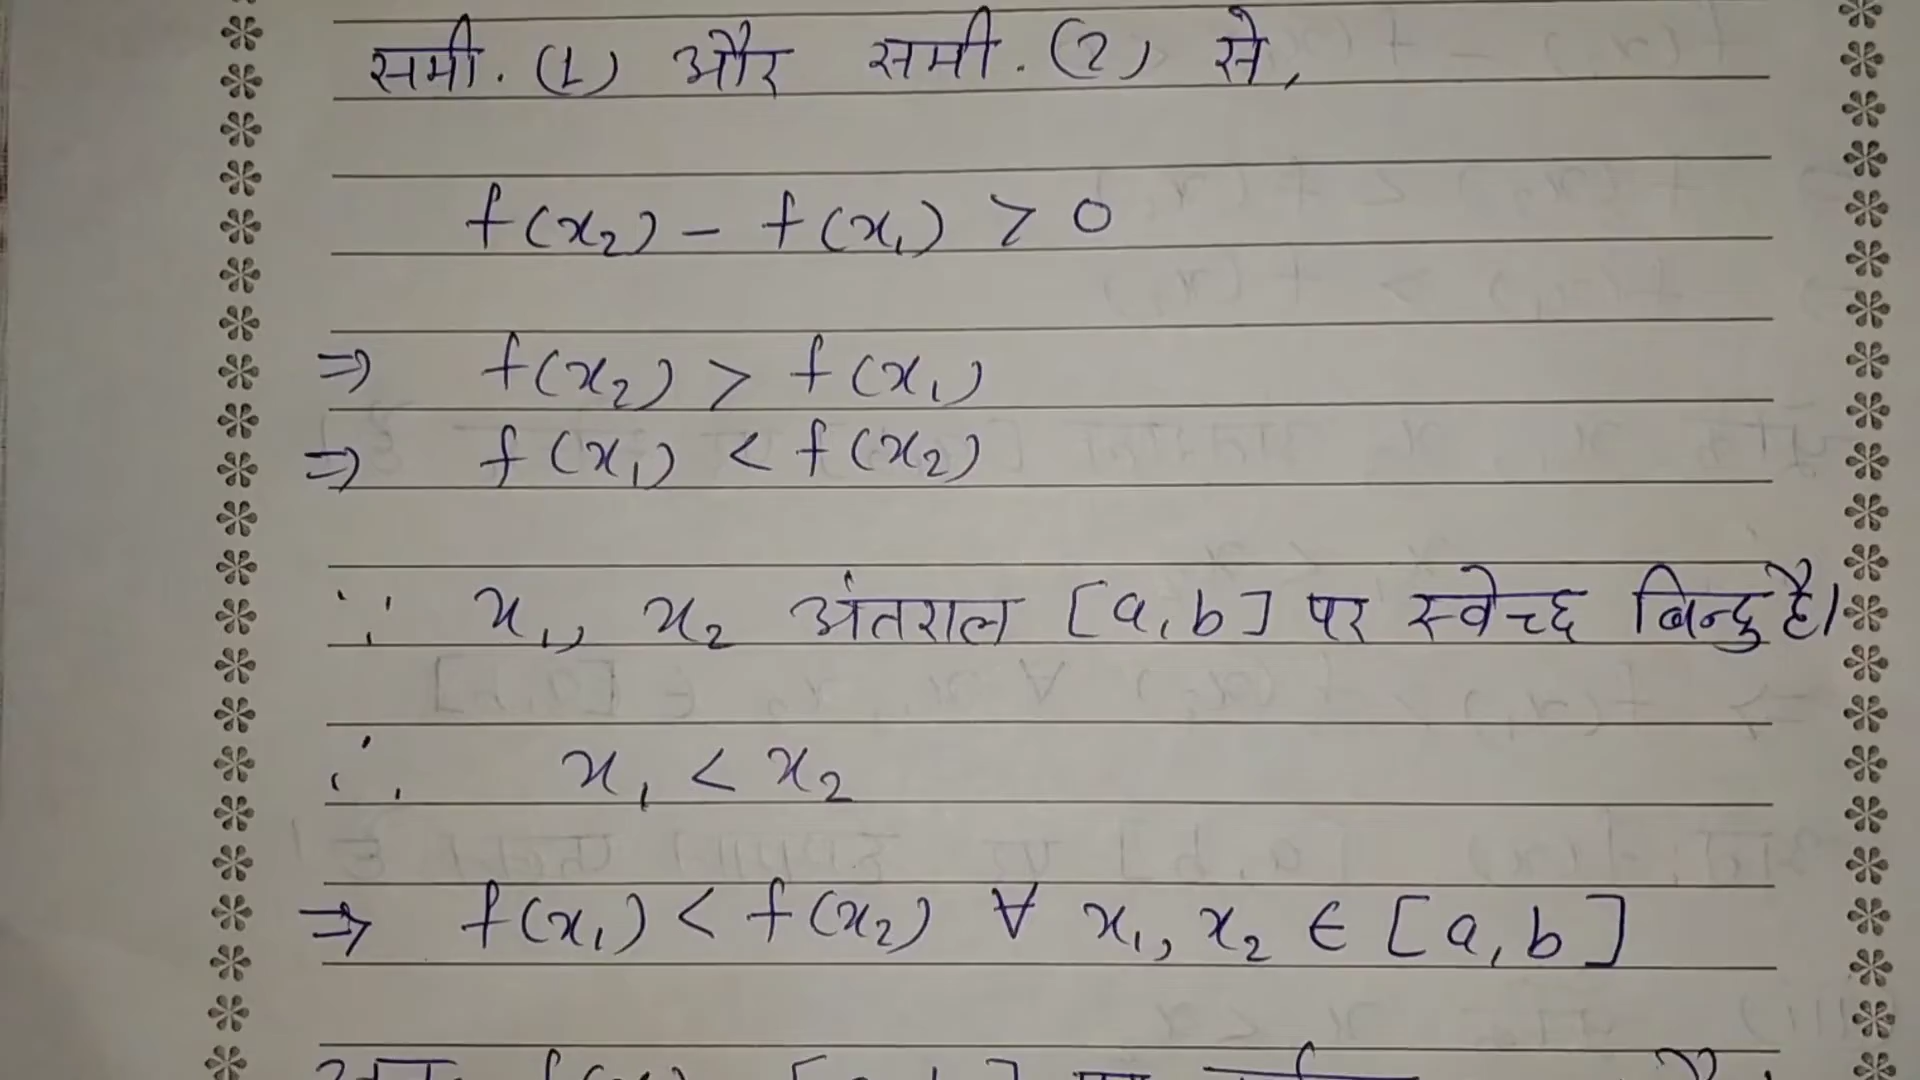 समी. (1) और समी. (2) से,
f(x₂) - f(x₁) > 0
⇒ f(x₂) > f(x₁)
⇒ f(x₁) < f(x₂)
∵ x₁, x₂ अंतराल [a, b] पर स्वेच्छ बिन्दु है।
∴ x₁ < x₂
⇒ f(x₁) < f(x₂) ∀ x₁, x₂ ∈ [a, b]